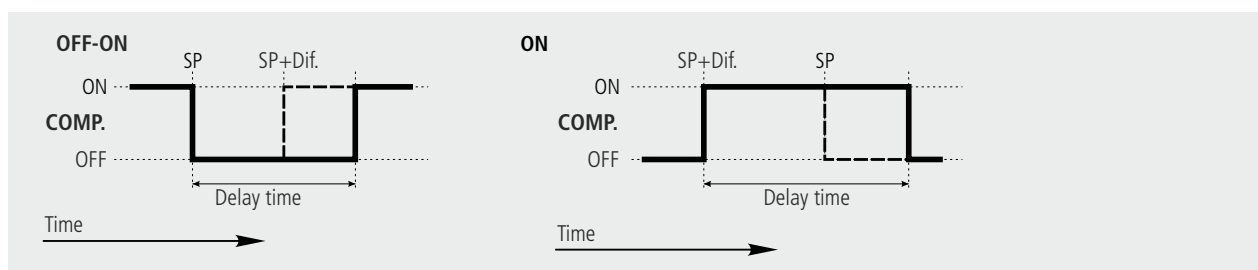 OFF-ON
SP SP+Dif.
ON
COMP.
OFF
Delay time
Time
ON
SP+Dif. SP
ON
COMP.
OFF
Delay time
Time